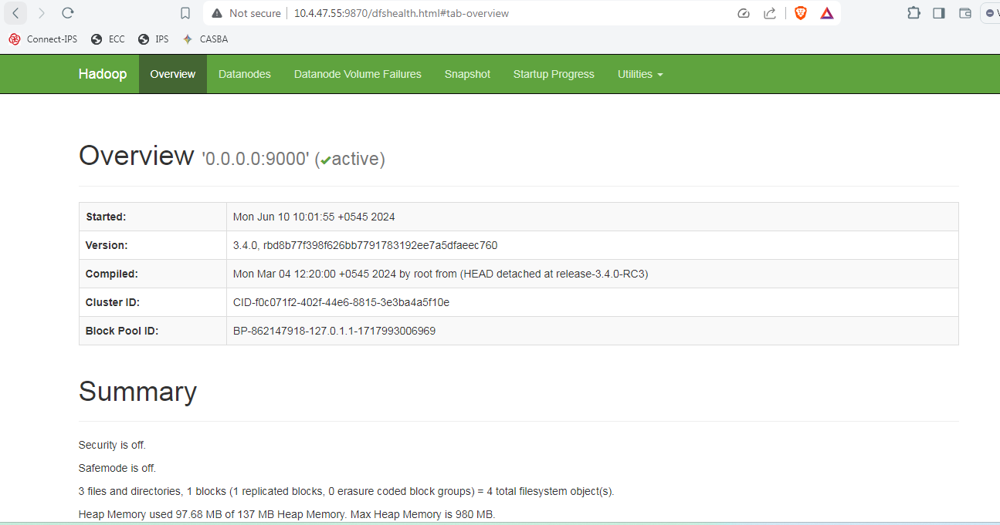 Not secure 10.4.47.55:9870/dfshealth.html#tab-overview
Connect-IPS ECC IPS CASBA
Hadoop Overview Datanodes Datanode Volume Failures Snapshot Startup Progress Utilities
Overview '0.0.0.0:9000' (✔active)
Started: Mon Jun 10 10:01:55 +0545 2024
Version: 3.4.0, rbd8b77f398f626bb7791783192ee7a5dfaeec760
Compiled: Mon Mar 04 12:20:00 +0545 2024 by root from (HEAD detached at release-3.4.0-RC3)
Cluster ID: CID-f0c071f2-402f-44e6-8815-3e3ba4a5f10e
Block Pool ID: BP-862147918-127.0.1.1-1717993006969
Summary
Security is off.
Safemode is off.
3 files and directories, 1 blocks (1 replicated blocks, 0 erasure coded block groups) = 4 total filesystem object(s).
Heap Memory used 97.68 MB of 137 MB Heap Memory. Max Heap Memory is 980 MB.